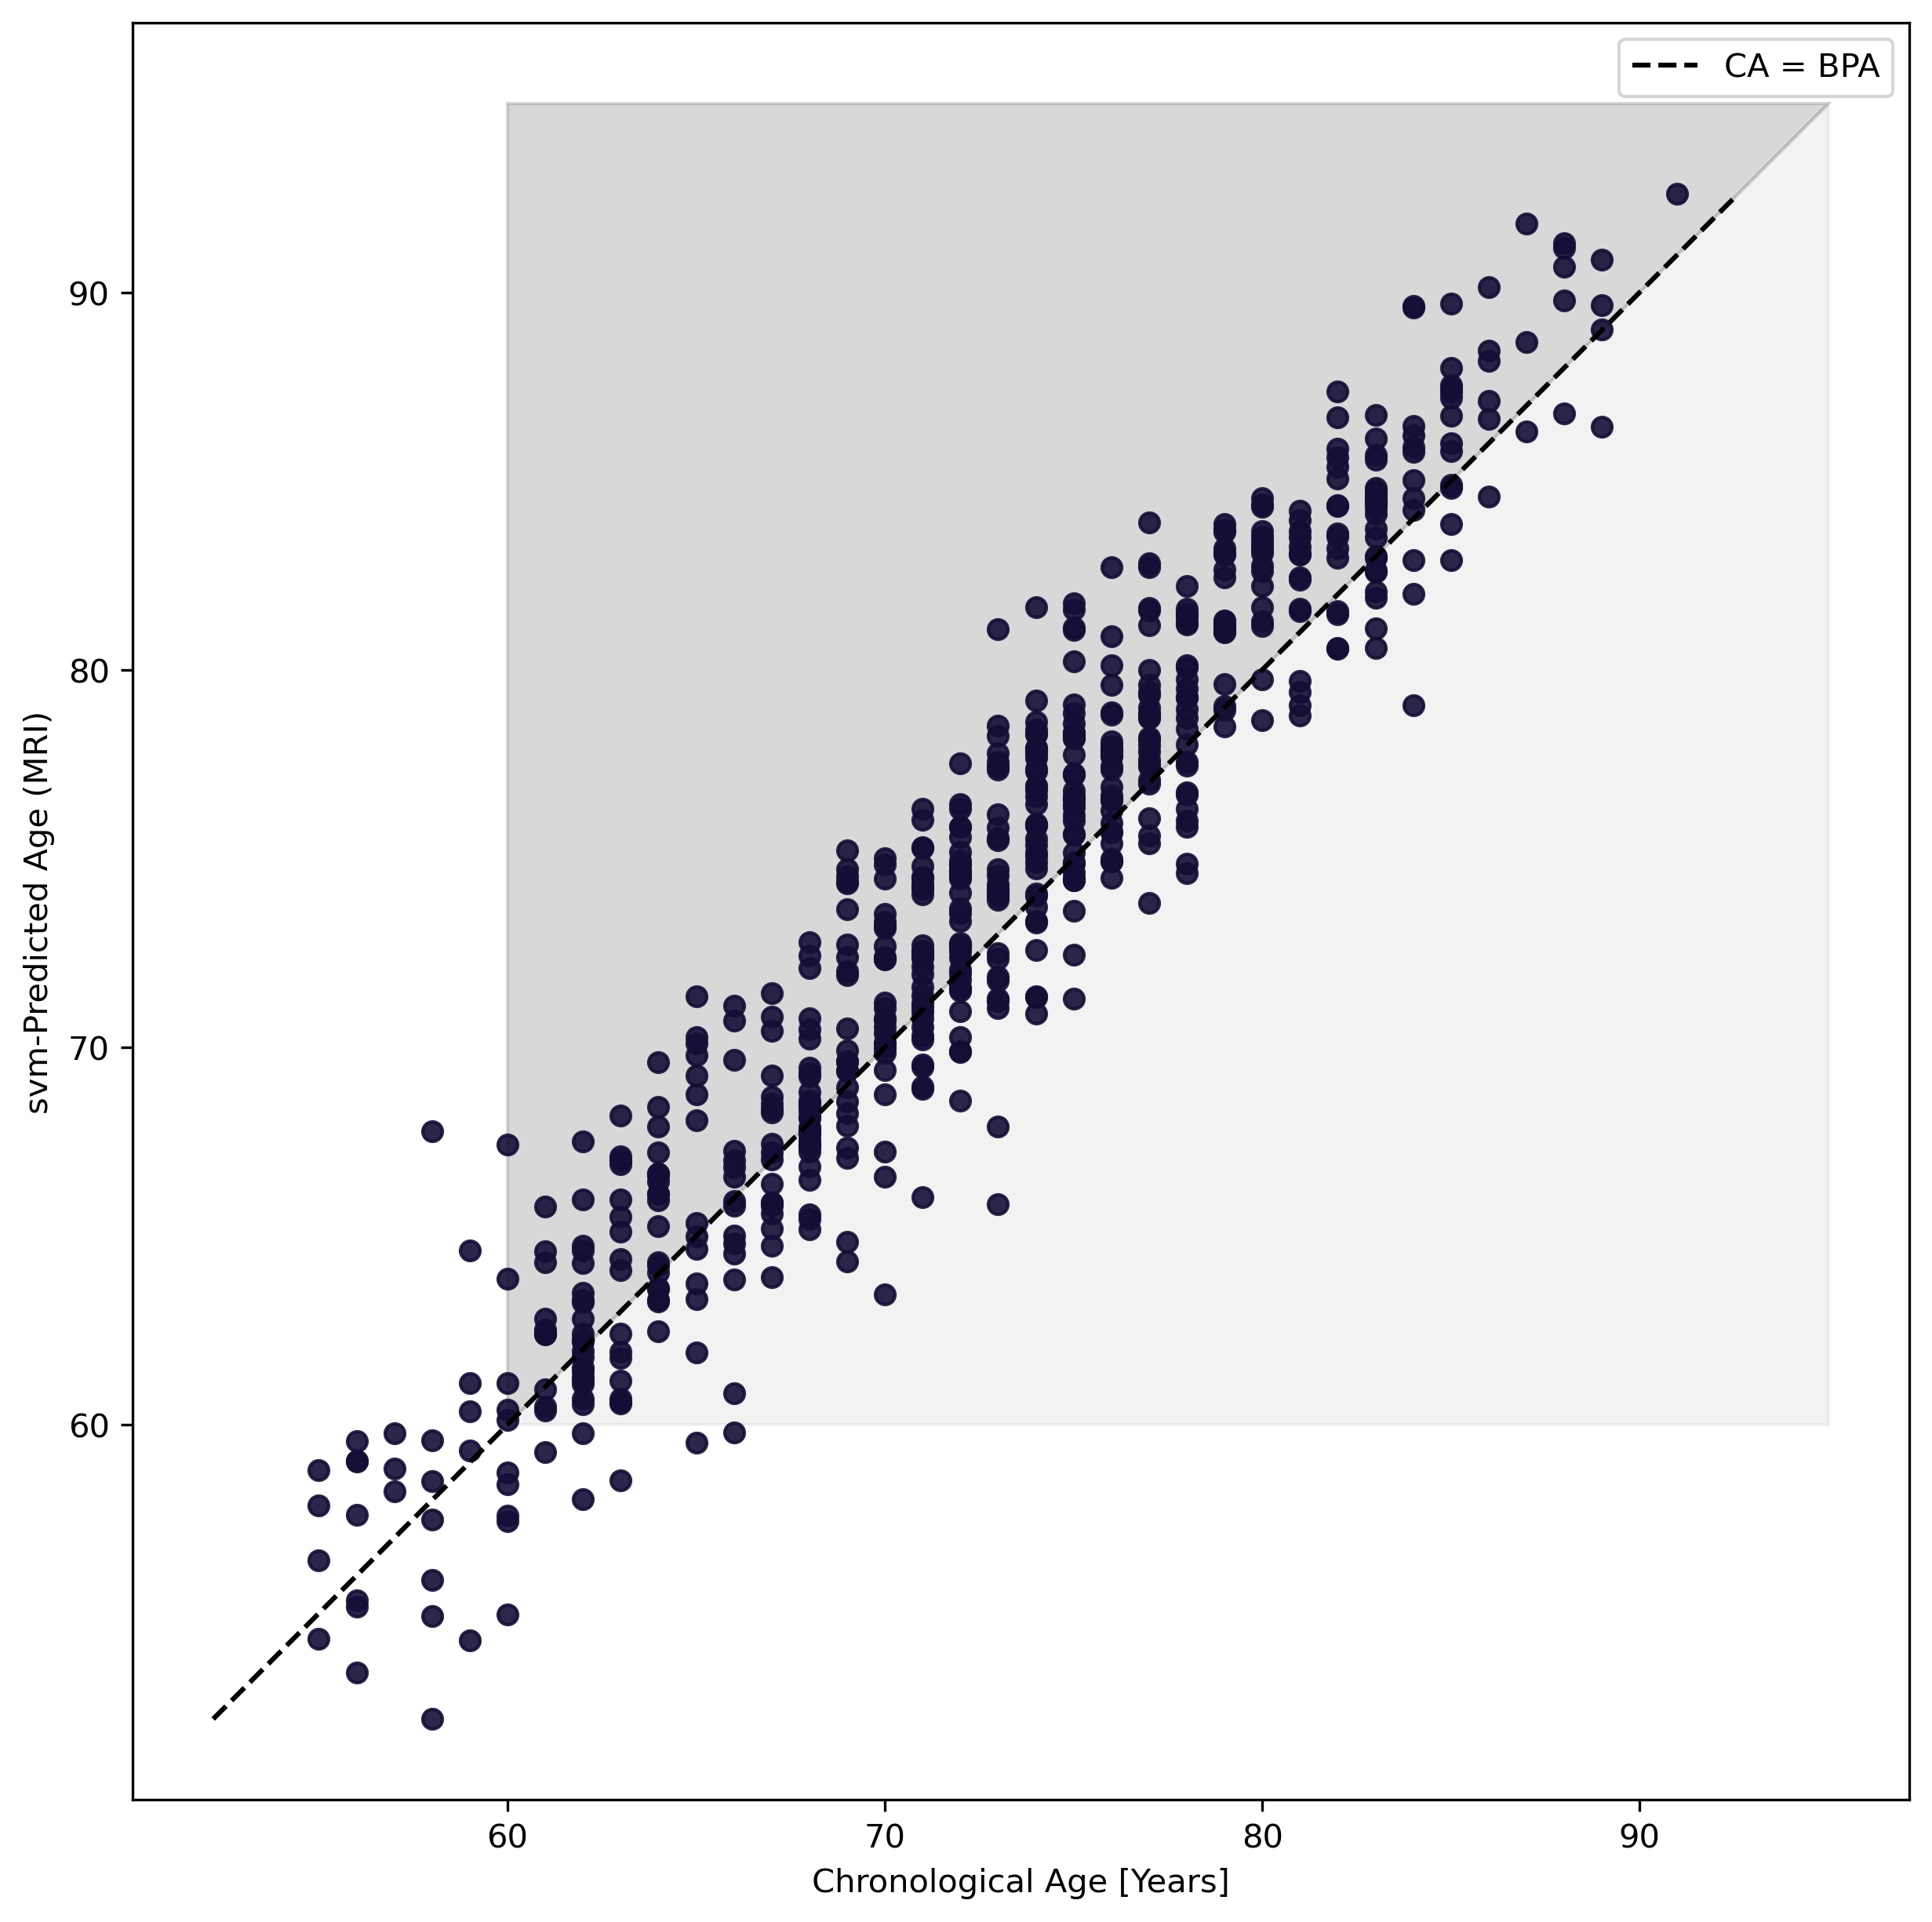 CA = BPA
90
80
70
60
svm-Predicted Age (MRI)
60 70 80 90
Chronological Age [Years]